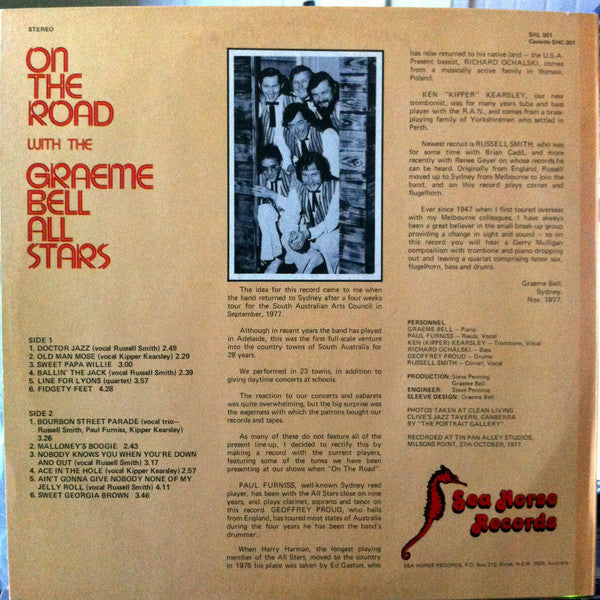 STEREO
SHL 001
Cassette SHC 001
ON
THE
ROAD
WITH THE
GRAEME
BELL
ALL
STARS
SIDE 1
1. DOCTOR JAZZ (vocal Russell Smith) 2.49
2. OLD MAN MOSE (vocal Kipper Kearsley) 2.29
3. SWEET PAPA WILLIE 3.00
4. BALLIN' THE JACK (vocal Russell Smith) 2.39
5. LINE FOR LYONS (quartet) 3.57
6. FIDGETY-FEET 4.28
SIDE 2
1. BOURBON STREET PARADE (vocal trio—
Russell Smith, Paul Furniss, Kipper Kearsley)
3.26
2. MALLONEY'S BOOGIE 2.43
3. NOBODY KNOWS YOU WHEN YOU'RE DOWN
AND OUT (vocal Russell Smith) 3.17
4. ACE IN THE HOLE (vocal Kipper Kearsley) 2.57
5. AIN'T GONNA GIVE NOBODY NONE OF MY
JELLY ROLL (vocal Russell Smith) 4.11
6. SWEET GEORGIA BROWN 3.46
The idea for this record came to me when
the band returned to Sydney after a four weeks
tour for the South Australian Arts Council in
September, 1977.
Although in recent years the band has played
in Adelaide, this was the first full-scale venture
into the country towns of South Australia for
28 years.
We performed in 23 towns, in addition to
giving daytime concerts at schools.
The reaction to our concerts and cabarets
was quite overwhelming, but the big surprise was
the eagerness with which the patrons bought our
records and tapes.
As many of these do not feature all of the
present line-up, I decided to rectify this by
making a record with the current players,
featuring some of the tunes we have been
presenting at our shows when "On The Road".
PAUL FURNISS, well-known Sydney reed
player, has been with the All Stars close on nine
years, and plays clarinet, soprano and tenor on
this record. GEOFFREY PROUD, who hails
from England, has toured most states of Australia
during the four years he has been the band's
drummer.
When Harry Harman, the longest playing
member of the All Stars, moved to the country
in 1976 his place was taken by Ed Gaston, who
has now returned to his native land — the U.S.A.
Present bassist, RICHARD OCHALSKI, comes
from a musically active family in Warsaw,
Poland.
KEN "KIPPER" KEARSLEY, our new
trombonist, was for many years tuba and bass
player with the R.A.N., and comes from a brass-
playing family of Yorkshiremen who settled in
Perth.
Newest recruit is RUSSELL SMITH, who was
for some time with Brian Cadd, and more
recently with Renee Geyer on whose records he
can be heard. Originally from England, Russell
moved up to Sydney from Melbourne to join the
band, and on this record plays cornet and
flugelhorn.
Ever since 1947 when I first toured overseas
with my Melbourne colleagues, I have always
been a great believer in the small break-up group
providing a change in sight and sound — so on
this record you will hear a Gerry Mulligan
composition with trombone and piano dropping
out and leaving a quartet comprising tenor sax,
flugelhorn, bass and drums.
Graeme Bell.
Sydney,
Nov. 1977.
PERSONNEL
GRAEME BELL – Piano
PAUL FURNISS – Reeds, Vocal
KEN (KIPPER) KEARSLEY – Trombone, Vocal
RICHARD OCHALSKI – Bass
GEOFFREY PROUD – Drums
RUSSELL SMITH – Cornet, Vocal
PRODUCTION: Steve Penning
Graeme Bell.
ENGINEER: Steve Penning
SLEEVE DESIGN: Graeme Bell.
PHOTOS TAKEN AT CLEAN LIVING
CLIVE'S JAZZ TAVERN, CANBERRA
BY "THE PORTRAIT GALLERY"
RECORDED AT TIN PAN ALLEY STUDIOS,
MILSONS POINT, 27th OCTOBER, 1977.
Sea Horse
Records
SEA HORSE RECORDS, P.O. Box 212, Bondi, N.S.W. 2026, Australia